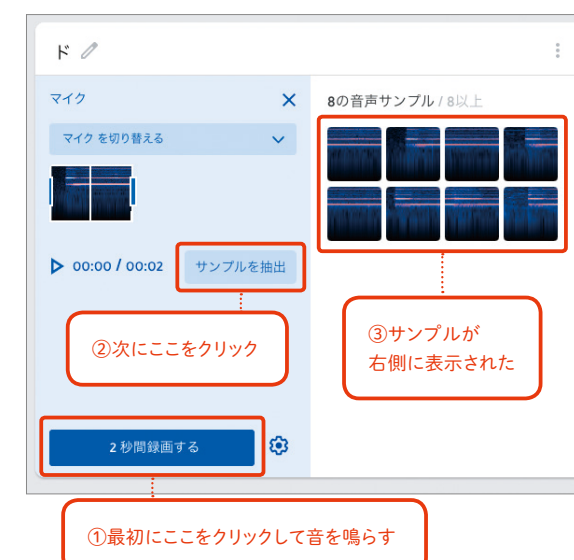 ド
マイク
マイク を切り替える
00:00 / 00:02
サンプルを抽出
②次にここをクリック
2 秒間録画する
①最初にここをクリックして音を鳴らす
8の音声サンプル / 8以上
③サンプルが
右側に表示された